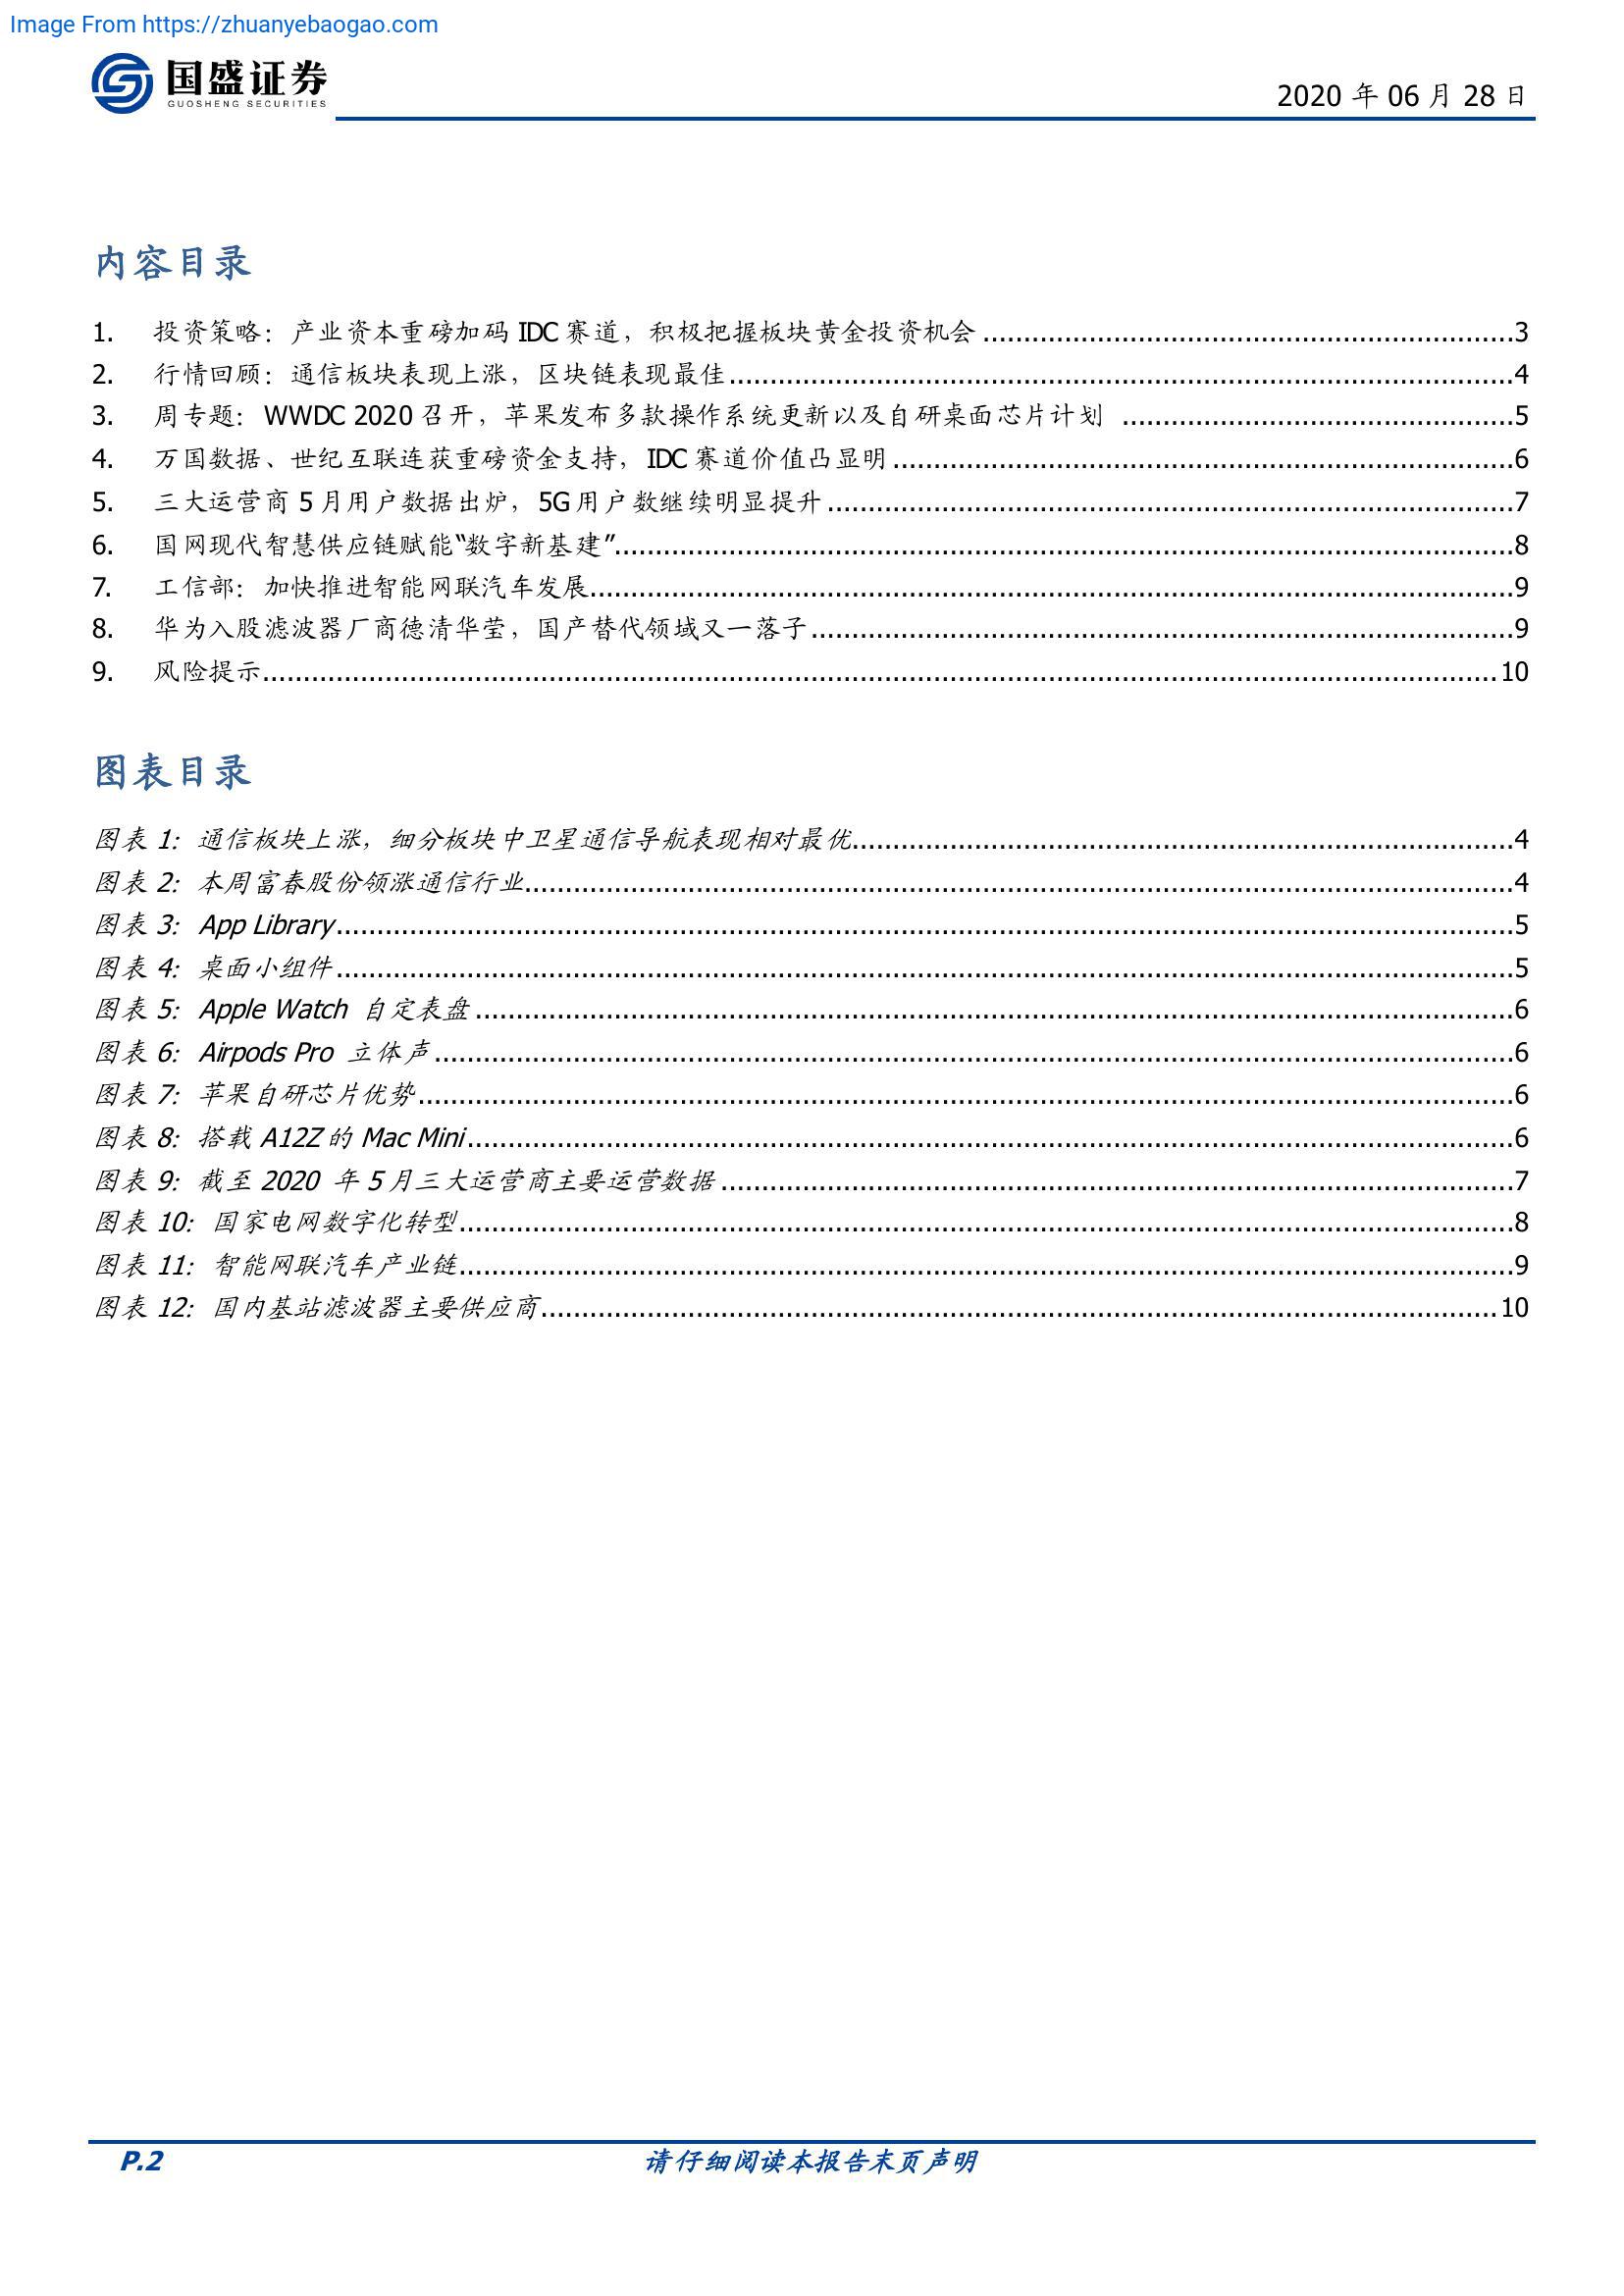 Image From https://zhuanyebaogao.com
国盛证券
GUOSHENG SECURITIES
2020 年 06 月 28 日
内容目录
1. 投资策略：产业资本重磅加码 IDC 赛道，积极把握板块黄金投资机会 ........................................................3
2. 行情回顾：通信板块表现上涨，区块链表现最佳 ........................................................4
3. 周专题：WWDC 2020 召开，苹果发布多款操作系统更新以及自研桌面芯片计划 ........................................................5
4. 万国数据、世纪互联连获重磅资金支持，IDC 赛道价值凸显明 ........................................................6
5. 三大运营商 5 月用户数据出炉，5G 用户数继续明显提升 ........................................................7
6. 国网现代智慧供应链赋能“数字新基建” ........................................................8
7. 工信部：加快推进智能网联汽车发展 ........................................................9
8. 华为入股滤波器厂商德清华莹，国产替代领域又一落子 ........................................................9
9. 风险提示 ........................................................10
图表目录
图表 1: 通信板块上涨，细分板块中卫星通信导航表现相对最优 ........................................................4
图表 2: 本周富春股份领涨通信行业 ........................................................4
图表 3: App Library ........................................................5
图表 4: 桌面小组件 ........................................................5
图表 5: Apple Watch 自定表盘 ........................................................6
图表 6: Airpods Pro 立体声 ........................................................6
图表 7: 苹果自研芯片优势 ........................................................6
图表 8: 搭载 A12Z 的 Mac Mini ........................................................6
图表 9: 截至 2020 年 5 月三大运营商主要运营数据 ........................................................7
图表 10: 国家电网数字化转型 ........................................................8
图表 11: 智能网联汽车产业链 ........................................................9
图表 12: 国内基站滤波器主要供应商 ........................................................10
P.2
请仔细阅读本报告末页声明